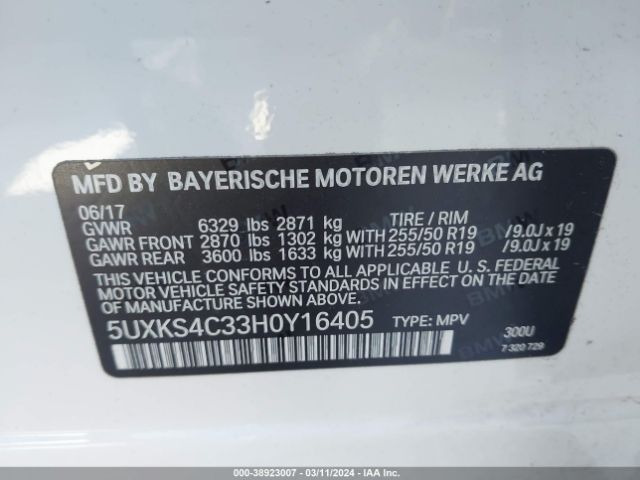 MFD BY BAYERISCHE MOTOREN WERKE AG
06/17
GVWR 6329 lbs 2871 kg TIRE / RIM
GAWR FRONT 2870 lbs 1302 kg WITH 255/50 R19 /9.0J x 19
GAWR REAR 3600 lbs 1633 kg WITH 255/50 R19 /9.0J x 19
THIS VEHICLE CONFORMS TO ALL APPLICABLE U. S. FEDERAL
MOTOR VEHICLE SAFETY STANDARDS IN EFFECT ON THE DATE
OF MANUFACTURE SHOWN ABOVE.
5UXKS4C33H0Y16405 TYPE: MPV 300U
7 320 729
000-38923007 - 03/11/2024 - IAAI.com